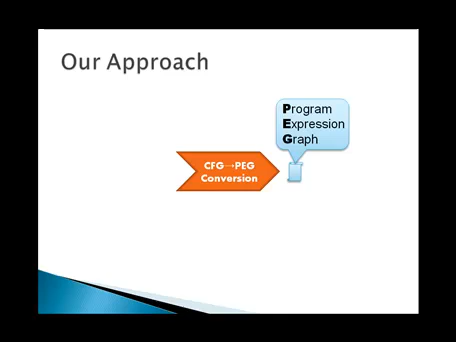 Our Approach
Program
Expression
Graph
CFG→PEG
Conversion